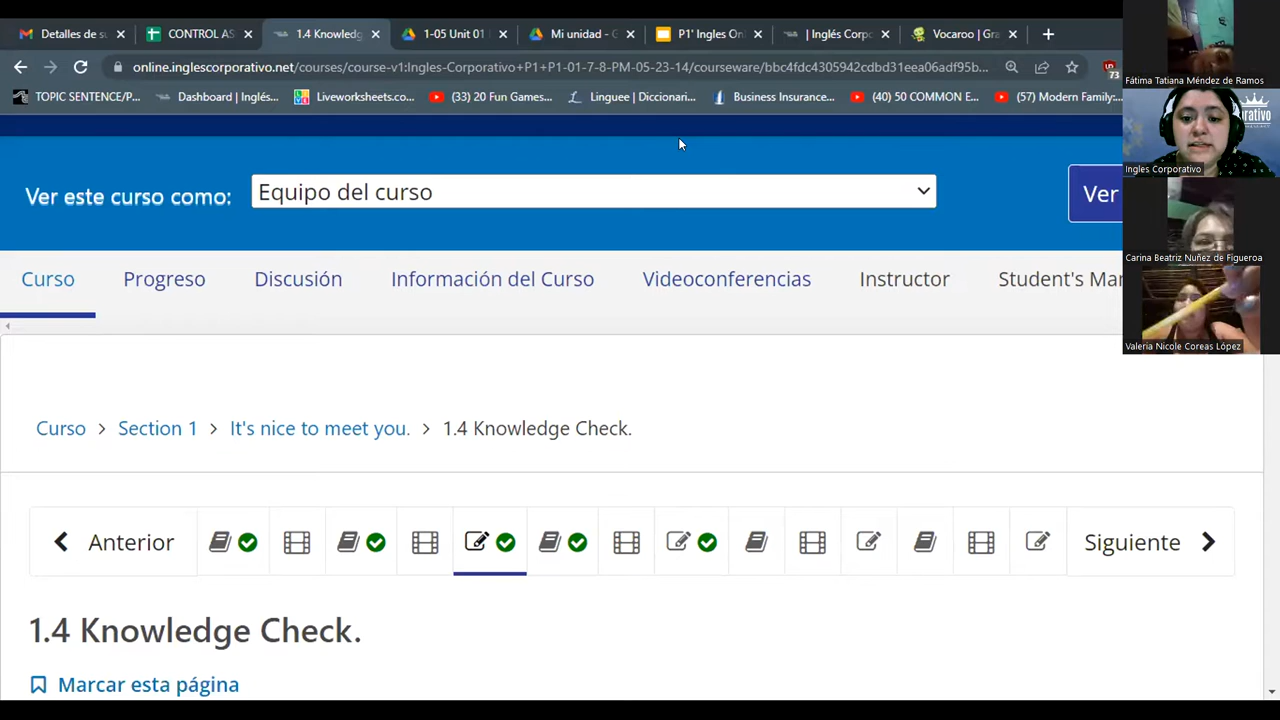 Detalles de su
CONTROL AS
1.4 Knowledg
1-05 Unit 01
Mi unidad - G
P1' Ingles On
| Inglés Corpo
Vocaroo | Gra
online.inglescorporativo.net/courses/course-v1:Ingles-Corporativo+P1+P1-01-7-8-PM-05-23-14/courseware/bbc4fdc4305942cdbd31eea06adf95b...
73
TOPIC SENTENCE/P...
Dashboard | Inglés...
Liveworksheets.co...
(33) 20 Fun Games...
Linguee | Diccionari...
Business Insurance...
(40) 50 COMMON E...
(57) Modern Family:...
Ver este curso como:
Equipo del curso
Ver
Curso
Progreso
Discusión
Información del Curso
Videoconferencias
Instructor
Student's Mar
Curso > Section 1 > It's nice to meet you. > 1.4 Knowledge Check.
Anterior
Siguiente
1.4 Knowledge Check.
Marcar esta página
Fátima Tatiana Méndez de Ramos
orativo
Ingles Corporativo
Carina Beatriz Nuñez de Figueroa
Valeria Nicole Coreas López